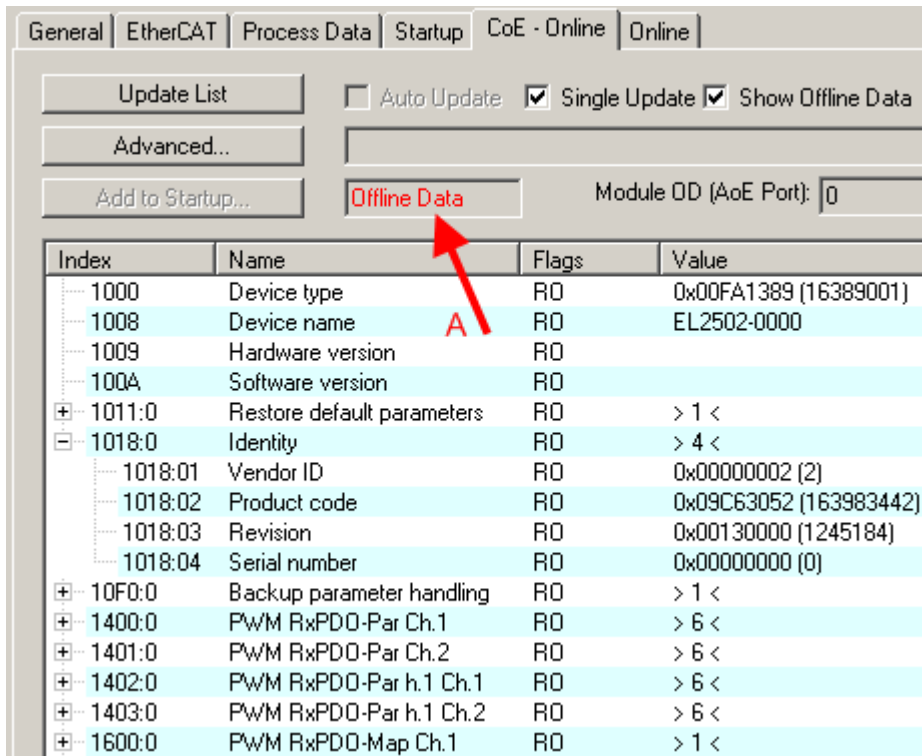 General EtherCAT Process Data Startup CoE - Online Online
Update List Auto Update Single Update Show Offline Data
Advanced...
Add to Startup... Offline Data Module OD (AoE Port): 0
A
Index Name Flags Value
1000 Device type RO 0x00FA1389 (16389001)
1008 Device name RO EL2502-0000
1009 Hardware version RO
100A Software version RO
1011:0 Restore default parameters RO > 1 <
1018:0 Identity RO > 4 <
1018:01 Vendor ID RO 0x00000002 (2)
1018:02 Product code RO 0x09C63052 (163983442)
1018:03 Revision RO 0x00130000 (1245184)
1018:04 Serial number RO 0x00000000 (0)
10F0:0 Backup parameter handling RO > 1 <
1400:0 PWM RxPDO-Par Ch.1 RO > 6 <
1401:0 PWM RxPDO-Par Ch.2 RO > 6 <
1402:0 PWM RxPDO-Par h.1 Ch.1 RO > 6 <
1403:0 PWM RxPDO-Par h.1 Ch.2 RO > 6 <
1600:0 PWM RxPDO-Map Ch.1 RO > 1 <